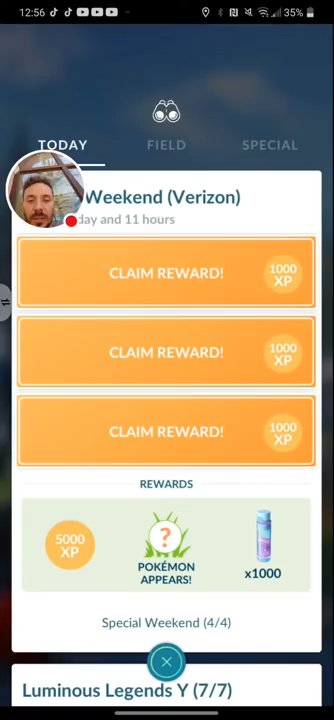 12:56
35%
TODAY FIELD SPECIAL
Weekend (Verizon)
day and 11 hours
CLAIM REWARD! 1000 XP
CLAIM REWARD! 1000 XP
CLAIM REWARD! 1000 XP
REWARDS
5000 XP
?
POKÉMON
APPEARS!
x1000
Special Weekend (4/4)
Luminous Legends Y (7/7)